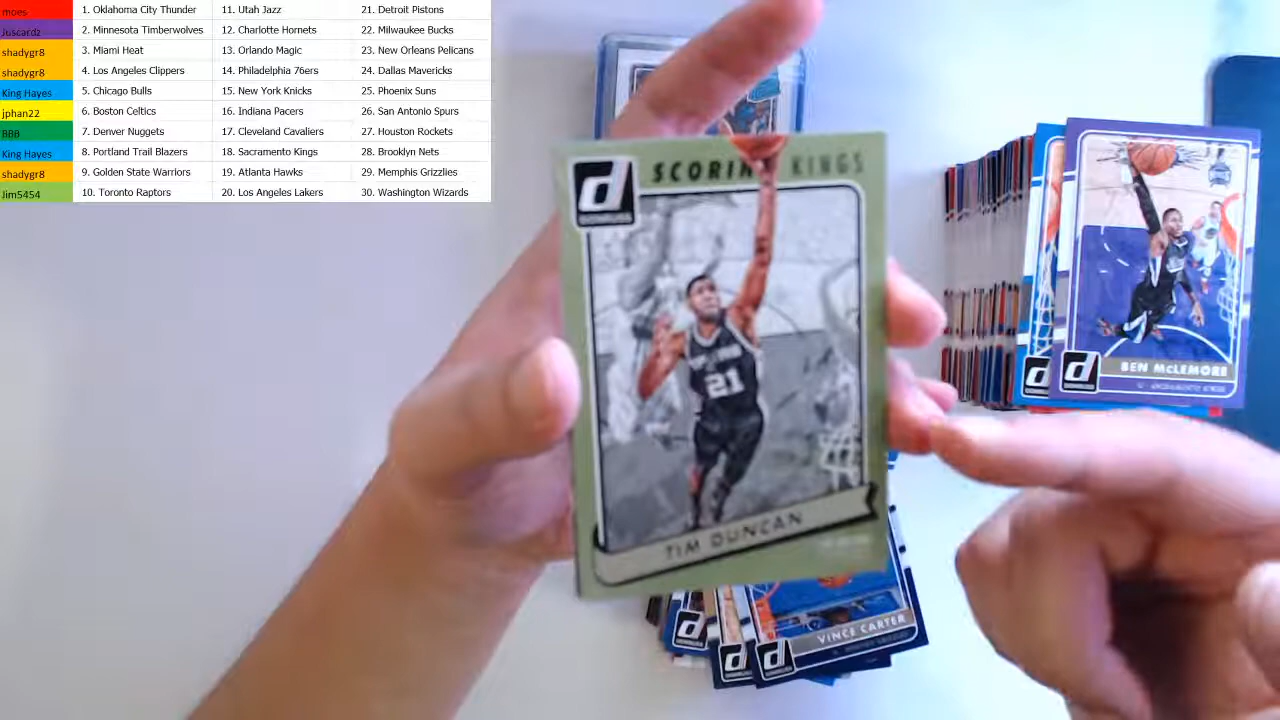 moes 1. Oklahoma City Thunder 11. Utah Jazz 21. Detroit Pistons
Juscardz 2. Minnesota Timberwolves 12. Charlotte Hornets 22. Milwaukee Bucks
shadygr8 3. Miami Heat 13. Orlando Magic 23. New Orleans Pelicans
shadygr8 4. Los Angeles Clippers 14. Philadelphia 76ers 24. Dallas Mavericks
King Hayes 5. Chicago Bulls 15. New York Knicks 25. Phoenix Suns
jphan22 6. Boston Celtics 16. Indiana Pacers 26. San Antonio Spurs
BBB 7. Denver Nuggets 17. Cleveland Cavaliers 27. Houston Rockets
King Hayes 8. Portland Trail Blazers 18. Sacramento Kings 28. Brooklyn Nets
shadygr8 9. Golden State Warriors 19. Atlanta Hawks 29. Memphis Grizzlies
Jim5454 10. Toronto Raptors 20. Los Angeles Lakers 30. Washington Wizards
d SCORING KINGS
DONRUSS
21
TIM DUNCAN
BEN McLEMORE
d
DONRUSS
VINCE CARTER
d